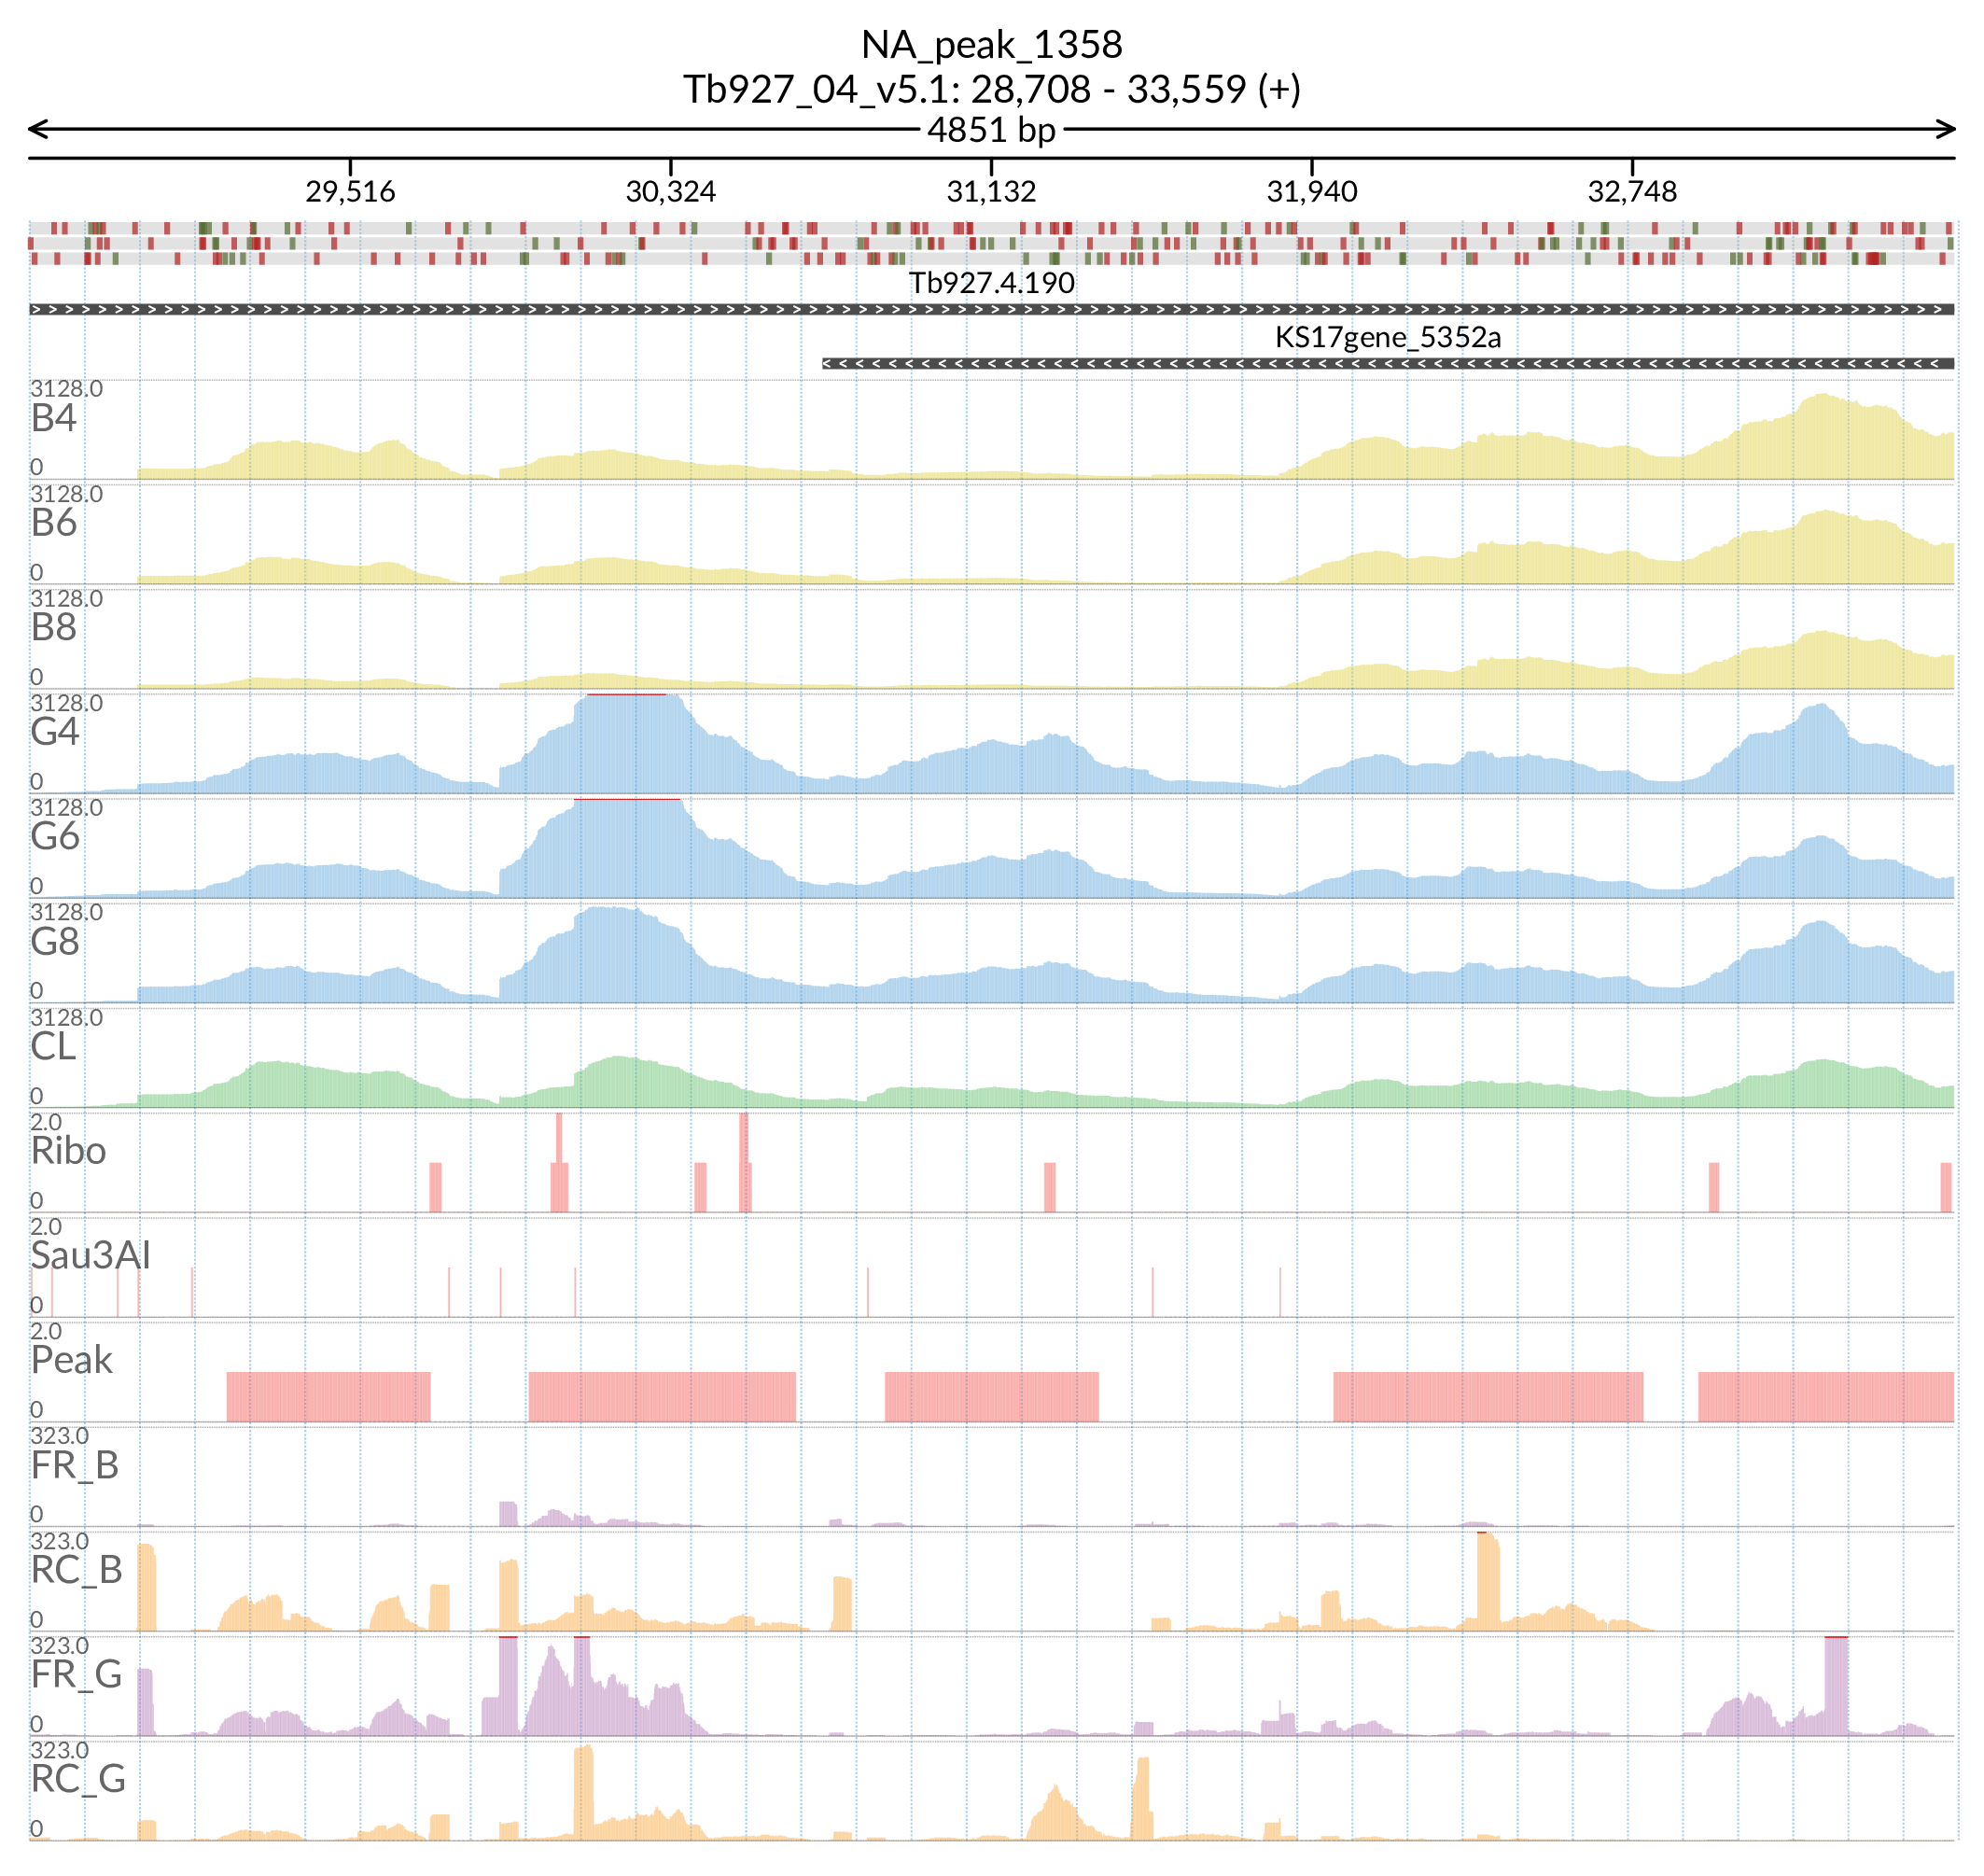 NA_peak_1358
Tb927_04_v5.1: 28,708 - 33,559 (+)
4851 bp
29,516 30,324 31,132 31,940 32,748
Tb927.4.190
KS17gene_5352a
3128.0
B4
0
3128.0
B6
0
3128.0
B8
0
3128.0
G4
0
3128.0
G6
0
3128.0
G8
0
3128.0
CL
0
2.0
Ribo
0
2.0
Sau3AI
0
2.0
Peak
0
323.0
FR_B
0
323.0
RC_B
0
323.0
FR_G
0
323.0
RC_G
0